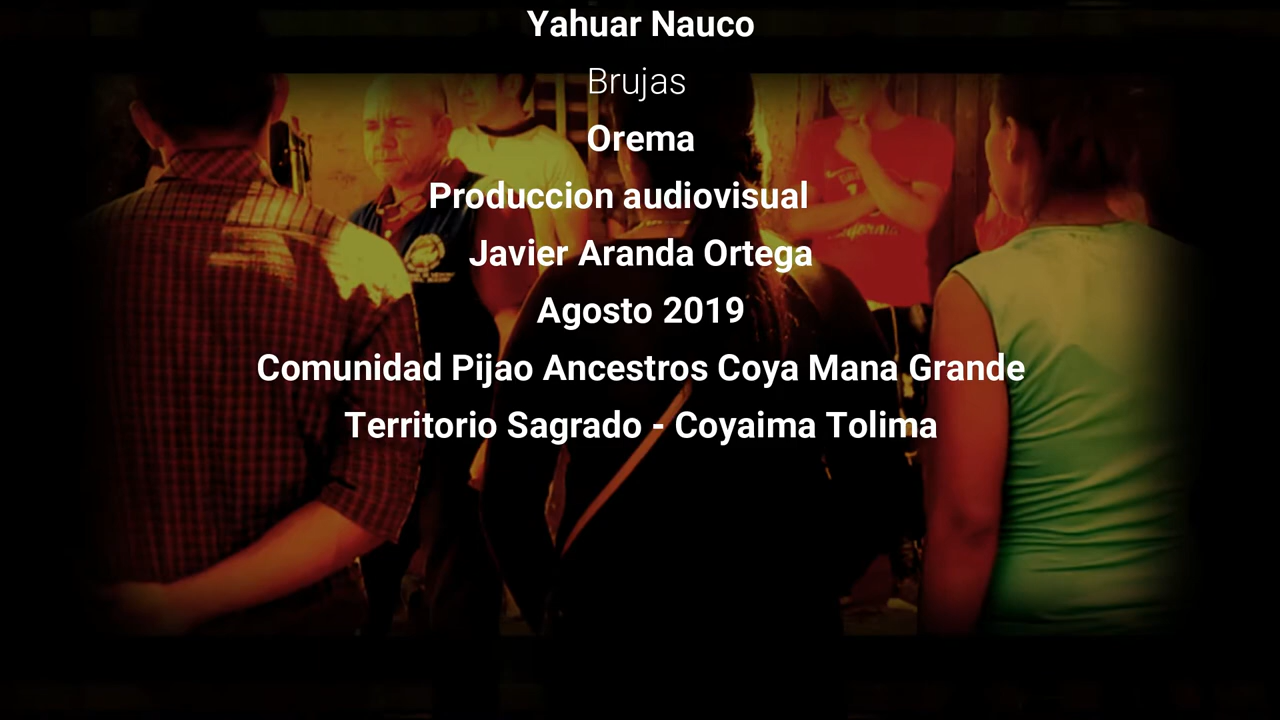 Yahuar Nauco
Brujas
Orema
Produccion audiovisual
Javier Aranda Ortega
Agosto 2019
Comunidad Pijao Ancestros Coya Mana Grande
Territorio Sagrado - Coyaima Tolima